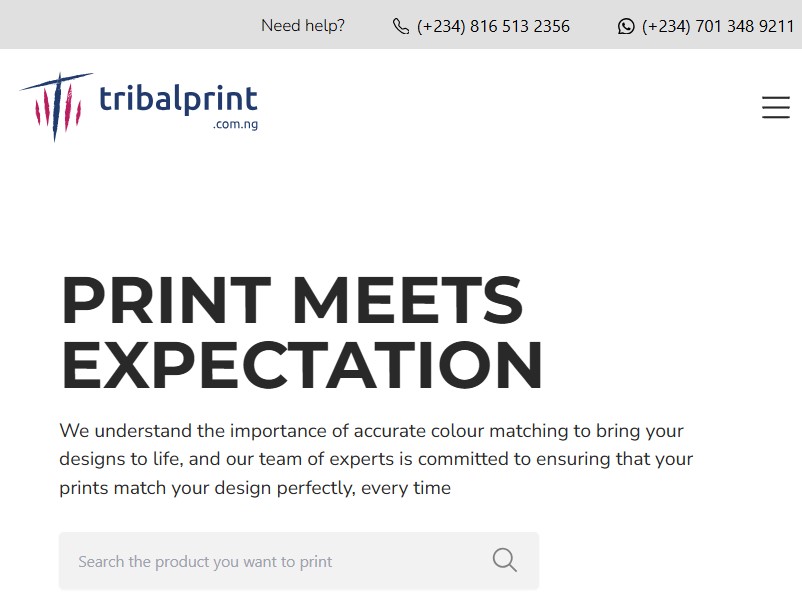 Need help? (+234) 816 513 2356 (+234) 701 348 9211
tribalprint
.com.ng
PRINT MEETS
EXPECTATION
We understand the importance of accurate colour matching to bring your
designs to life, and our team of experts is committed to ensuring that your
prints match your design perfectly, every time
Search the product you want to print